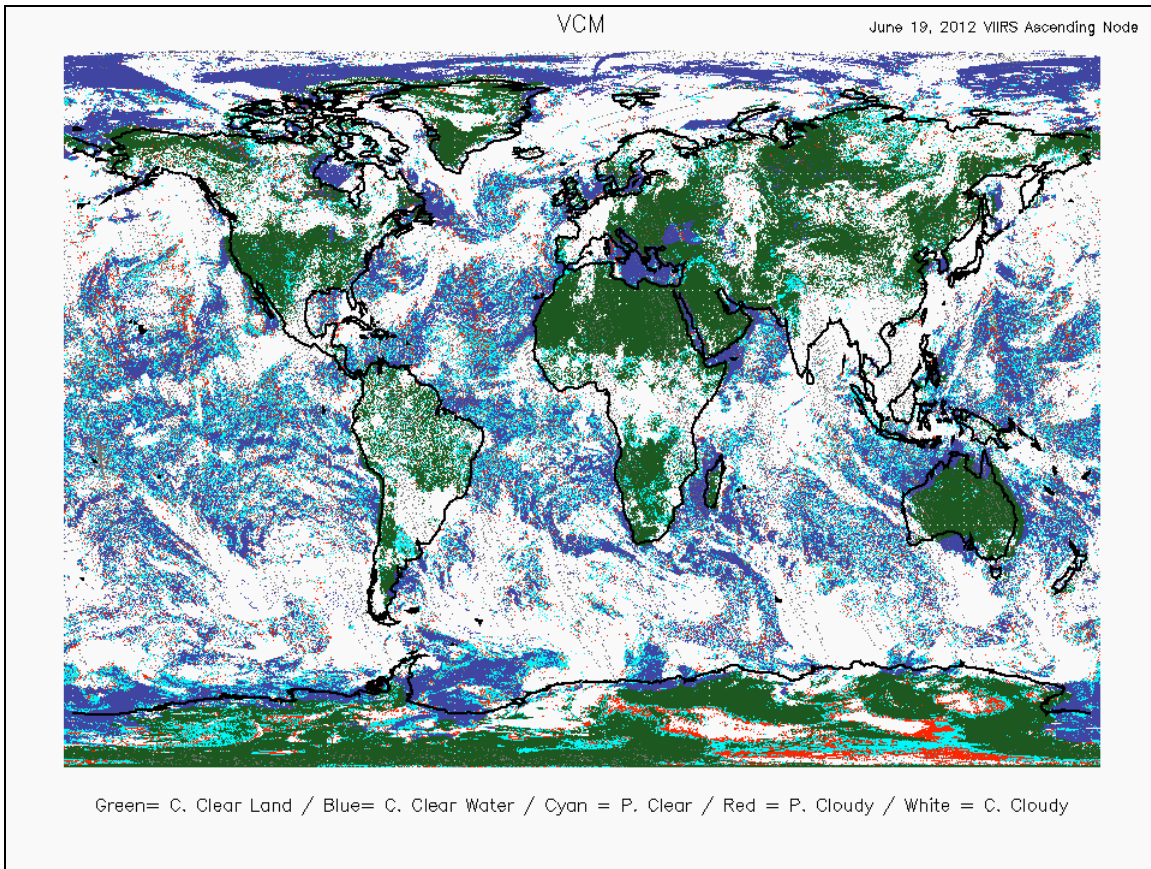 VCM
June 19, 2012 VIIRS Ascending Node
Green= C. Clear Land / Blue= C. Clear Water / Cyan = P. Clear / Red = P. Cloudy / White = C. Cloudy